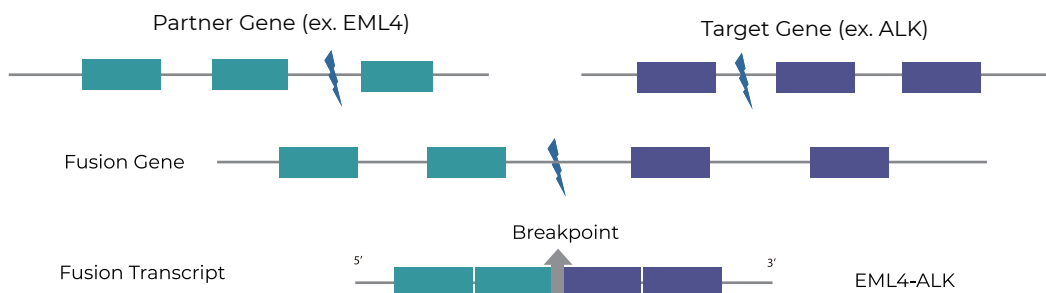 Partner Gene (ex. EML4)
Target Gene (ex. ALK)
Fusion Gene
Breakpoint
Fusion Transcript
5′
3′
EML4-ALK